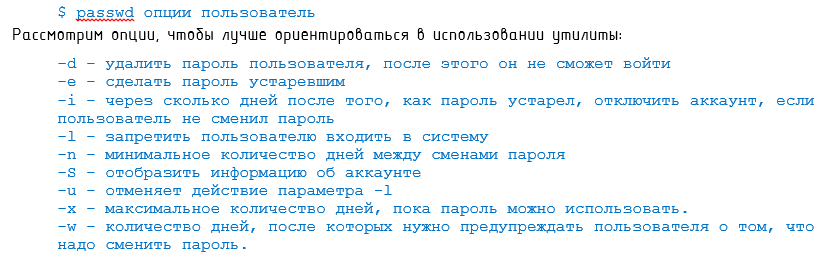 $ passwd опции пользователь
Рассмотрим опции, чтобы лучше ориентироваться в использовании утилиты:
-d - удалить пароль пользователя, после этого он не сможет войти
-e - сделать пароль устаревшим
-i - через сколько дней после того, как пароль устарел, отключить аккаунт, если
пользователь не сменил пароль
-l - запретить пользователю входить в систему
-n - минимальное количество дней между сменами пароля
-S - отобразить информацию об аккаунте
-u - отменяет действие параметра -l
-x - максимальное количество дней, пока пароль можно использовать.
-w - количество дней, после которых нужно предупреждать пользователя о том, что
надо сменить пароль.